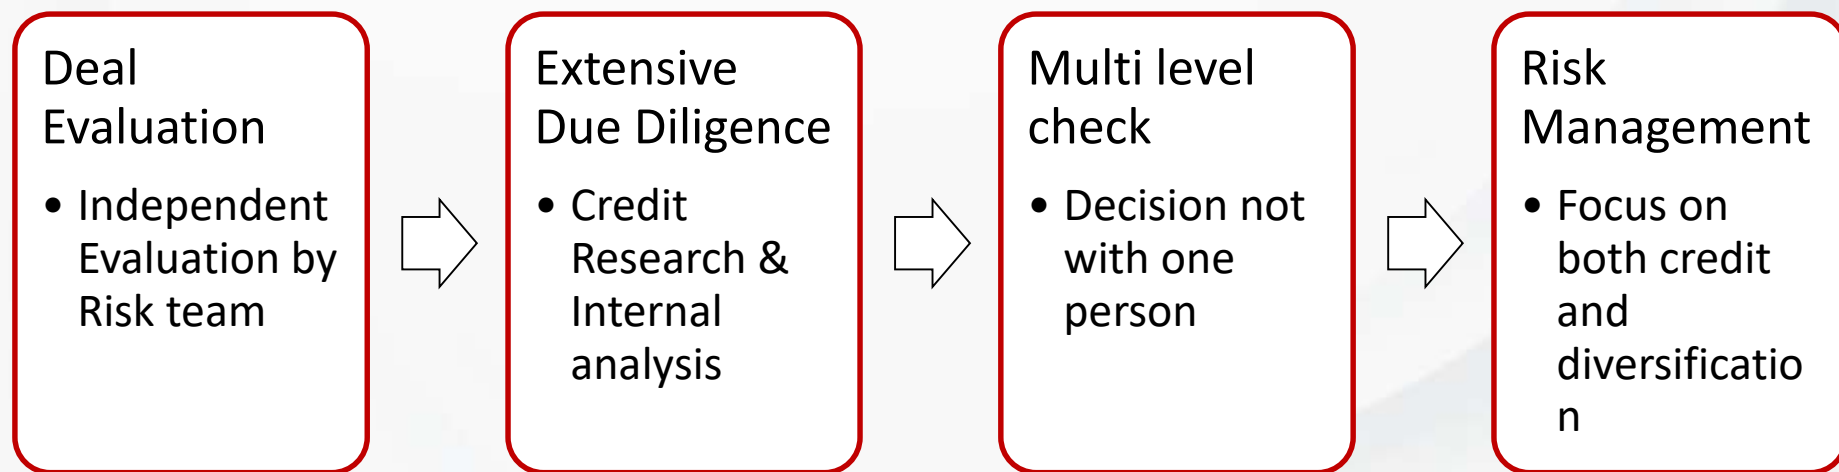 Deal
Evaluation
• Independent
Evaluation by
Risk team
Extensive
Due Diligence
• Credit
Research &
Internal
analysis
Multi level
check
• Decision not
with one
person
Risk
Management
• Focus on
both credit
and
diversificatio
n